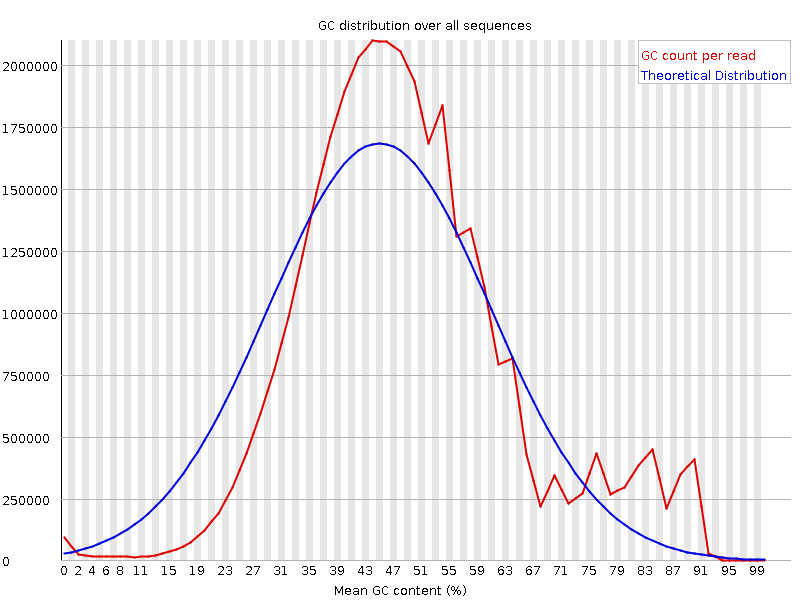 GC distribution over all sequences
GC count per read
Theoretical Distribution
2000000
1750000
1500000
1250000
1000000
750000
500000
250000
0
0 2 4 6 8 11 15 19 23 27 31 35 39 43 47 51 55 59 63 67 71 75 79 83 87 91 95 99
Mean GC content (%)